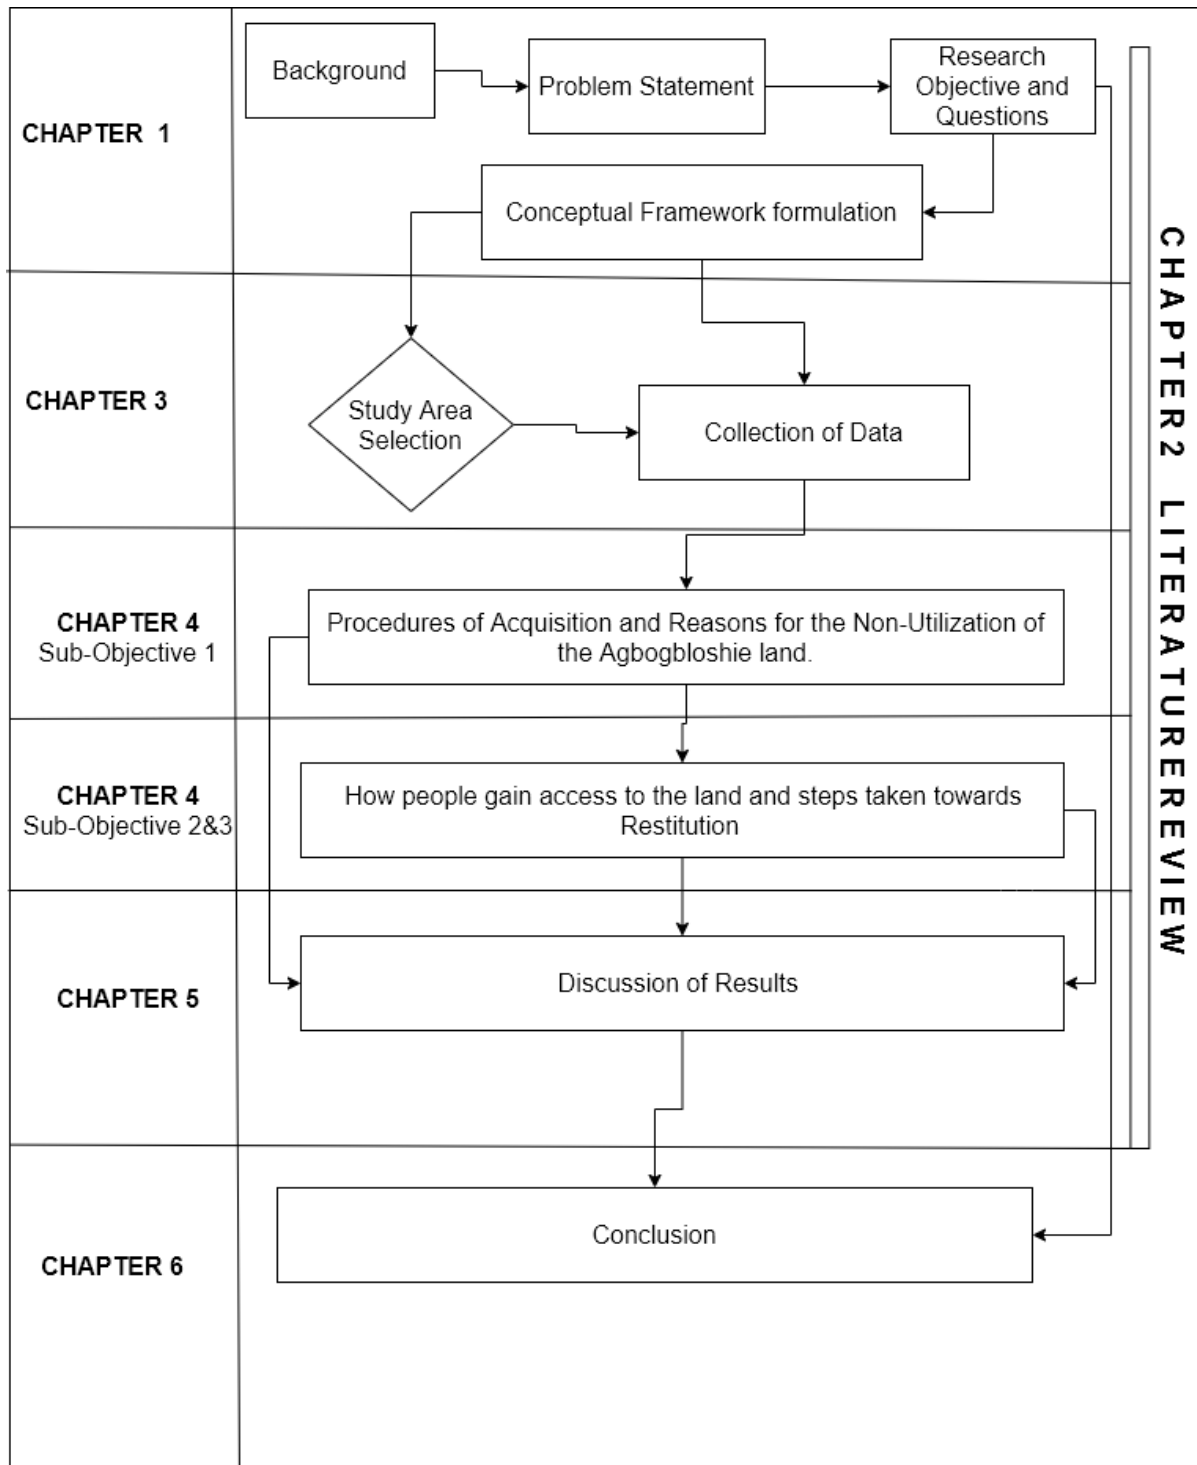 CHAPTER 1
Background
Problem Statement
Research
Objective and
Questions
Conceptual Framework formulation
CHAPTER 3
Study Area
Selection
Collection of Data
CHAPTER 4
Sub-Objective 1
Procedures of Acquisition and Reasons for the Non-Utilization of
the Agbogbloshie land.
CHAPTER 4
Sub-Objective 2&3
How people gain access to the land and steps taken towards
Restitution
CHAPTER 5
Discussion of Results
CHAPTER 6
Conclusion
CHAPTER2 LITERATUREREVIEW